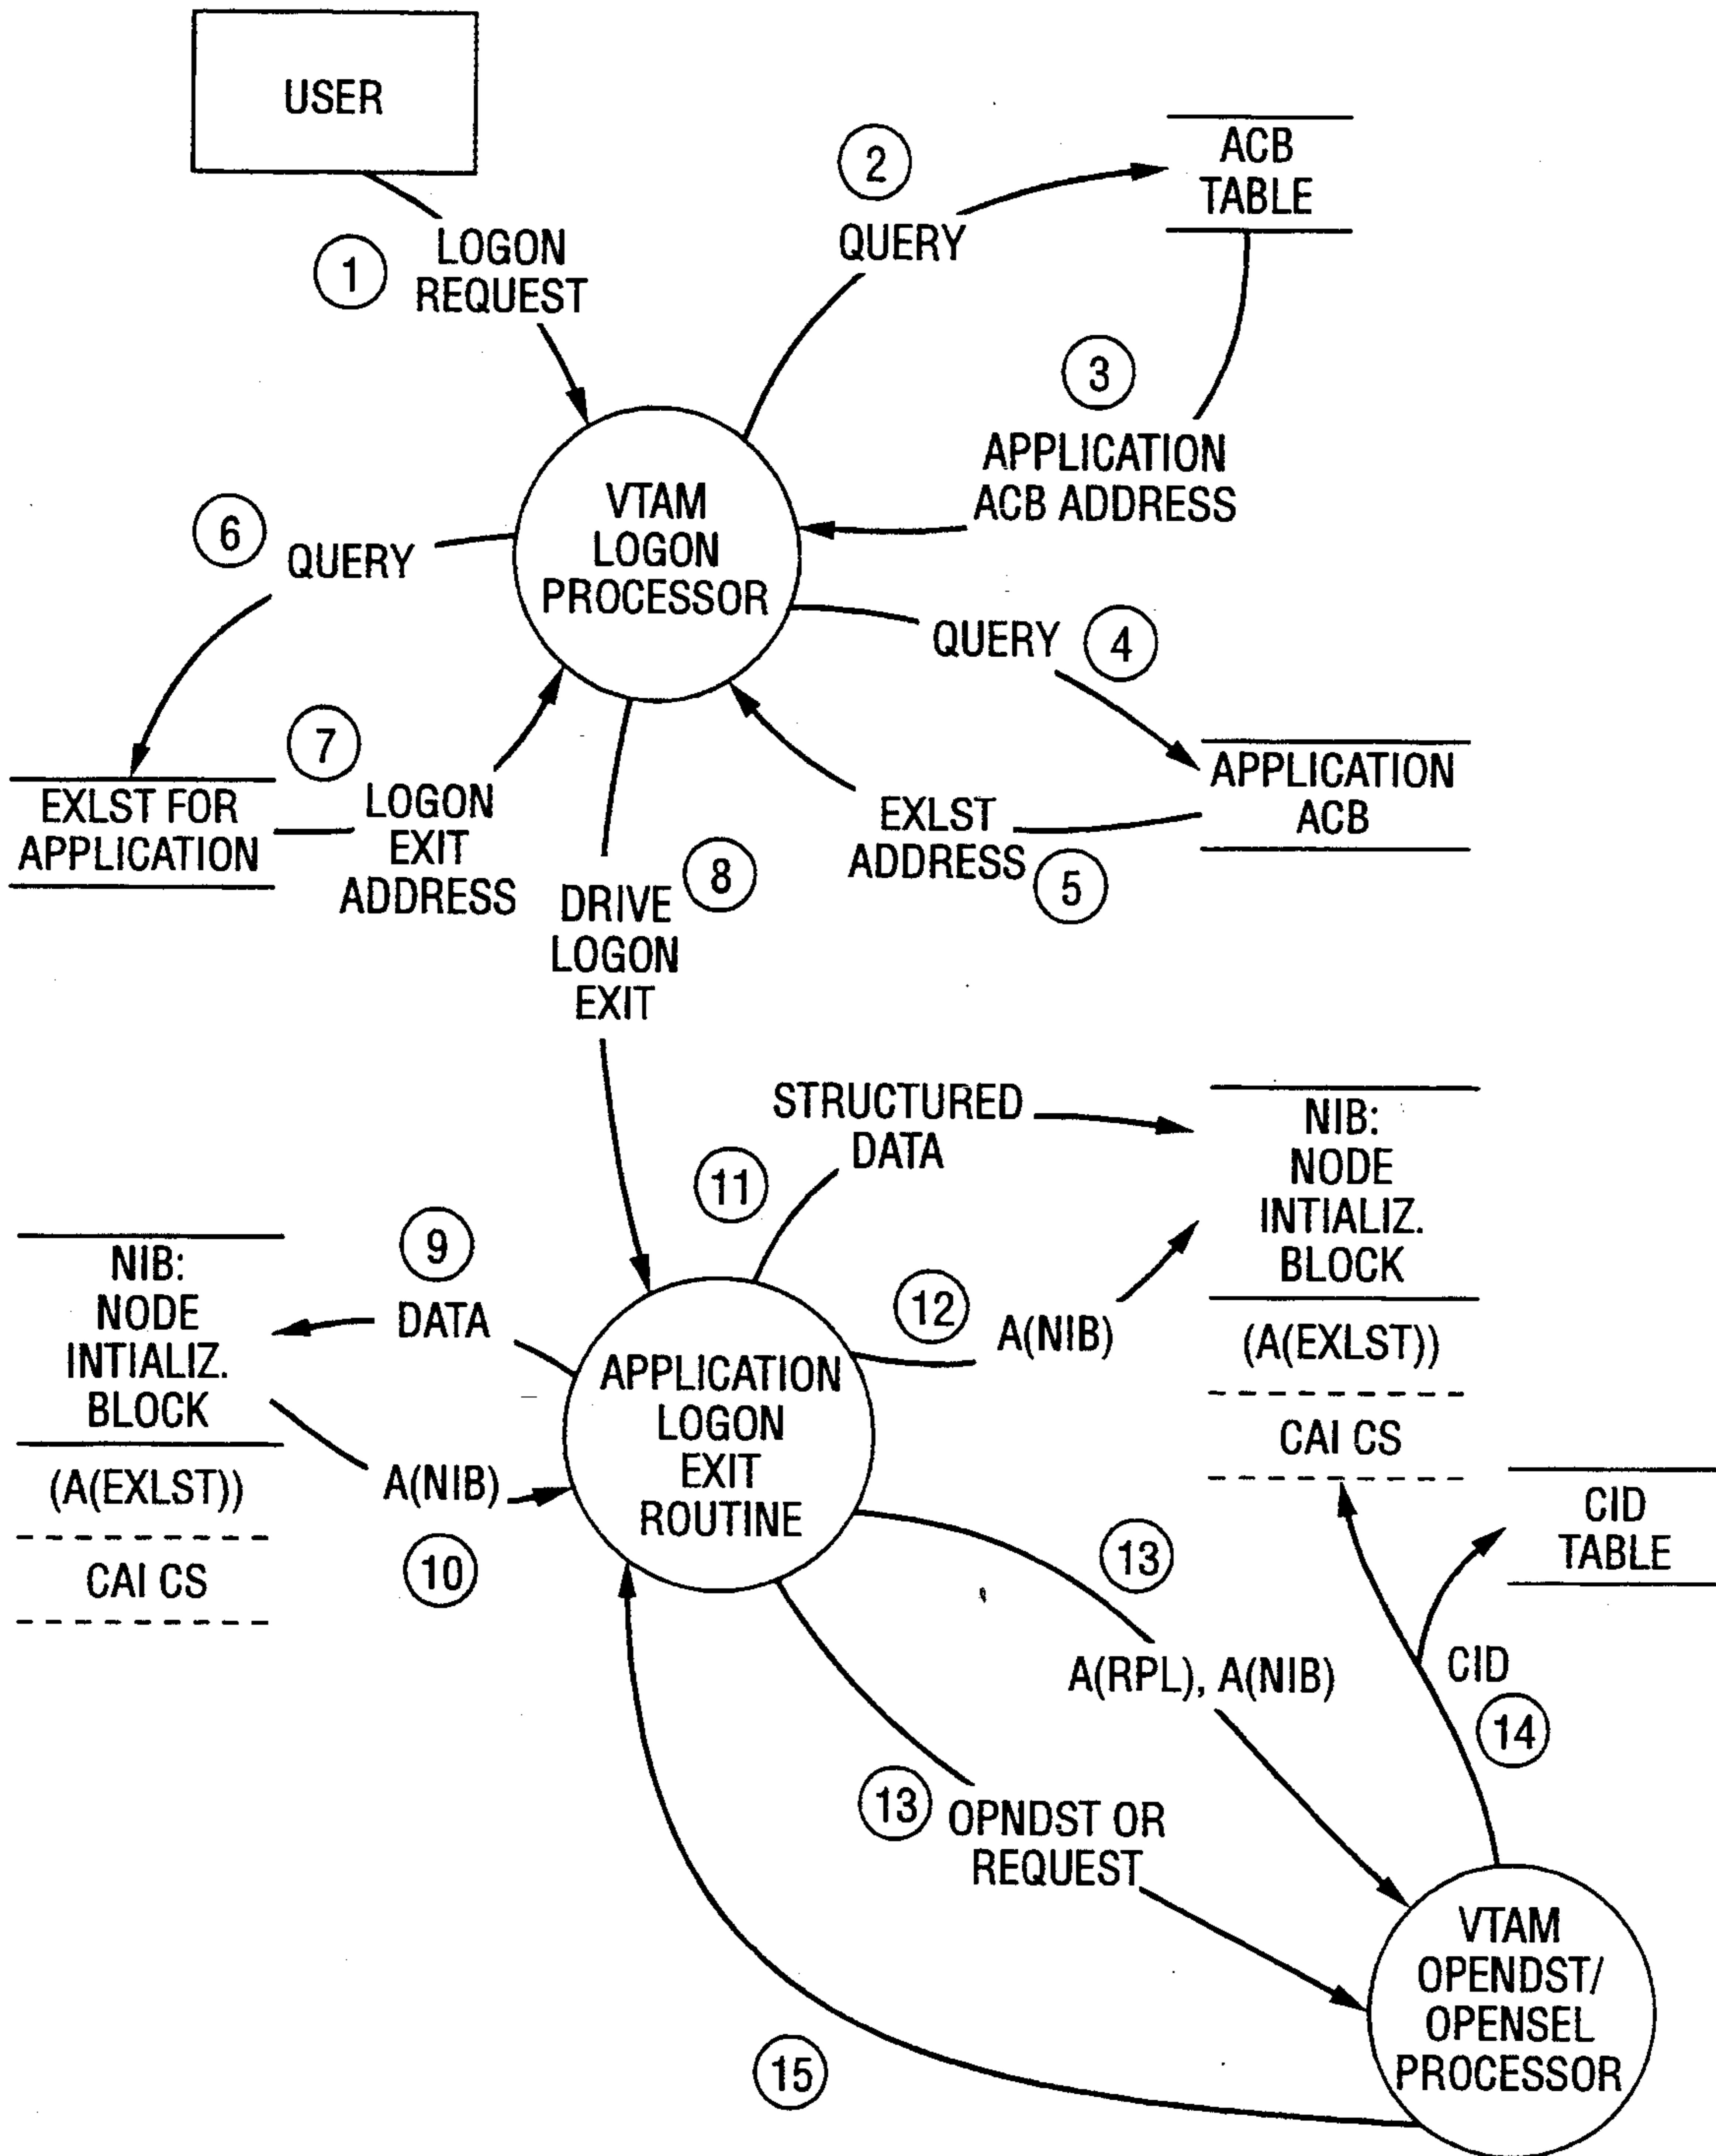 USER
1
LOGON
REQUEST
2
QUERY
ACB
TABLE
3
APPLICATION
ACB ADDRESS
VTAM
LOGON
PROCESSOR
6
QUERY
QUERY
4
7
LOGON
EXIT
ADDRESS
EXLST FOR
APPLICATION
APPLICATION
ACB
EXLST
ADDRESS
5
8
DRIVE
LOGON
EXIT
STRUCTURED
DATA
11
NIB:
NODE
INTIALIZ.
BLOCK
(A(EXLST))
CAI CS
9
DATA
NIB:
NODE
INTIALIZ.
BLOCK
(A(EXLST))
CAI CS
A(NIB)
10
12
A(NIB)
APPLICATION
LOGON
EXIT
ROUTINE
CID
TABLE
13
A(RPL), A(NIB)
CID
14
13
OPNDST OR
REQUEST
VTAM
OPENDST/
OPENSEL
PROCESSOR
15